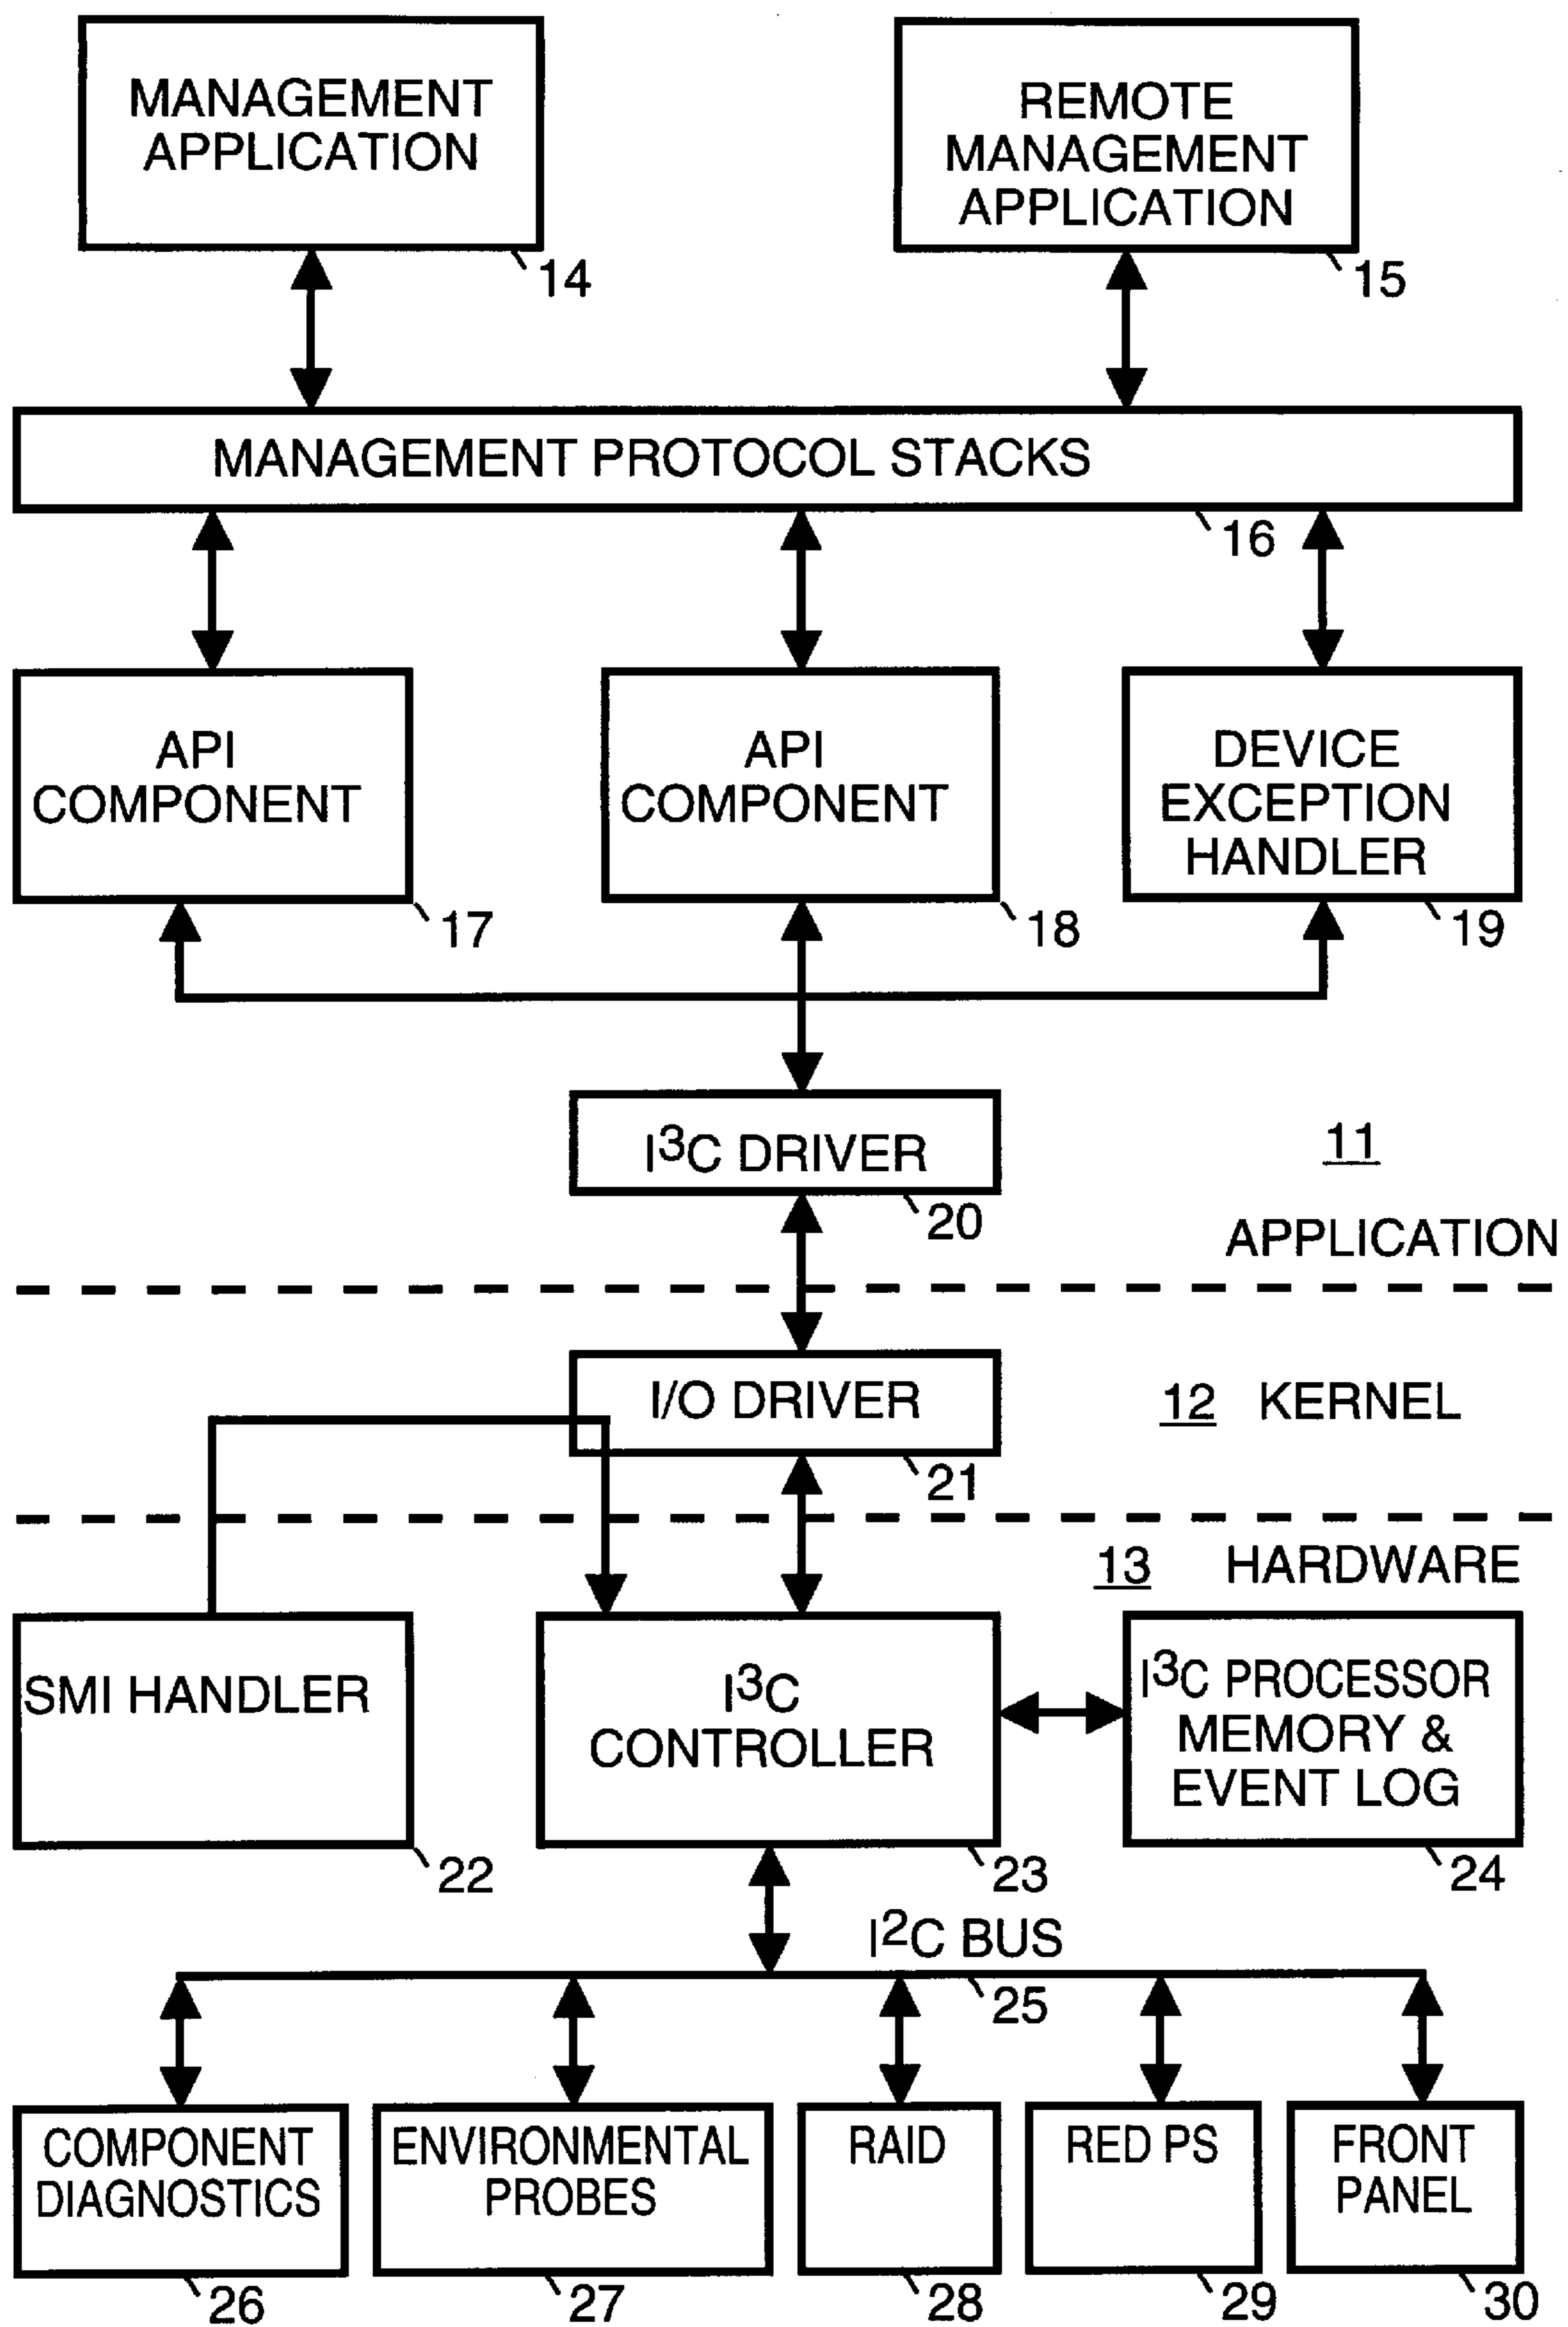 MANAGEMENT
APPLICATION
14
REMOTE
MANAGEMENT
APPLICATION
15
MANAGEMENT PROTOCOL STACKS
16
API
COMPONENT
17
API
COMPONENT
18
DEVICE
EXCEPTION
HANDLER
19
I³C DRIVER
20
11
APPLICATION
I/O DRIVER
21
12 KERNEL
13 HARDWARE
SMI HANDLER
22
I³C
CONTROLLER
23
I³C PROCESSOR
MEMORY &
EVENT LOG
24
I²C BUS
25
COMPONENT
DIAGNOSTICS
26
ENVIRONMENTAL
PROBES
27
RAID
28
RED PS
29
FRONT
PANEL
30